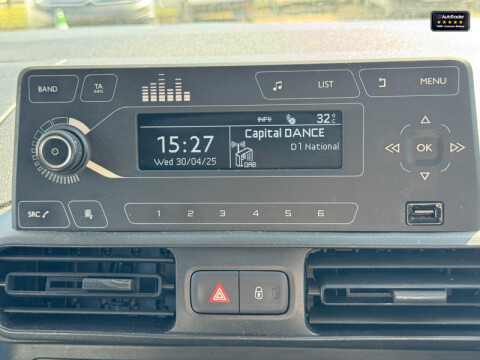 AutoTrader
BAND
TA
INFO
LIST
MENU
INFO 32°
15:27
Wed 30/04/25
Capital DANCE
D1 National
DAB
OK
SRC
1 2 3 4 5 6